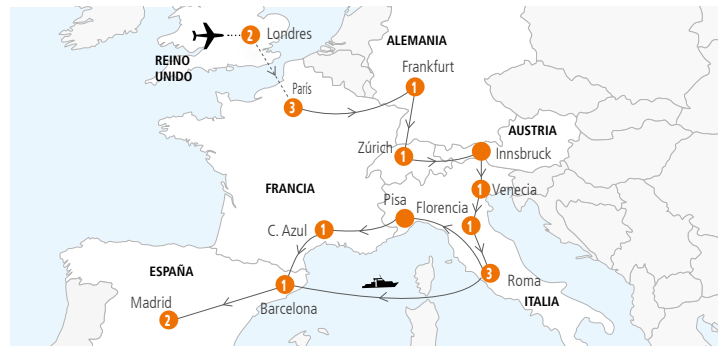 2
Londres
REINO
UNIDO
ALEMANIA
Frankfurt
1
París
3
Zúrich
1
AUSTRIA
Innsbruck
1
Venecia
FRANCIA
Pisa
Florencia
1
C. Azul
1
ESPAÑA
3
Roma
ITALIA
1
Barcelona
Madrid
2